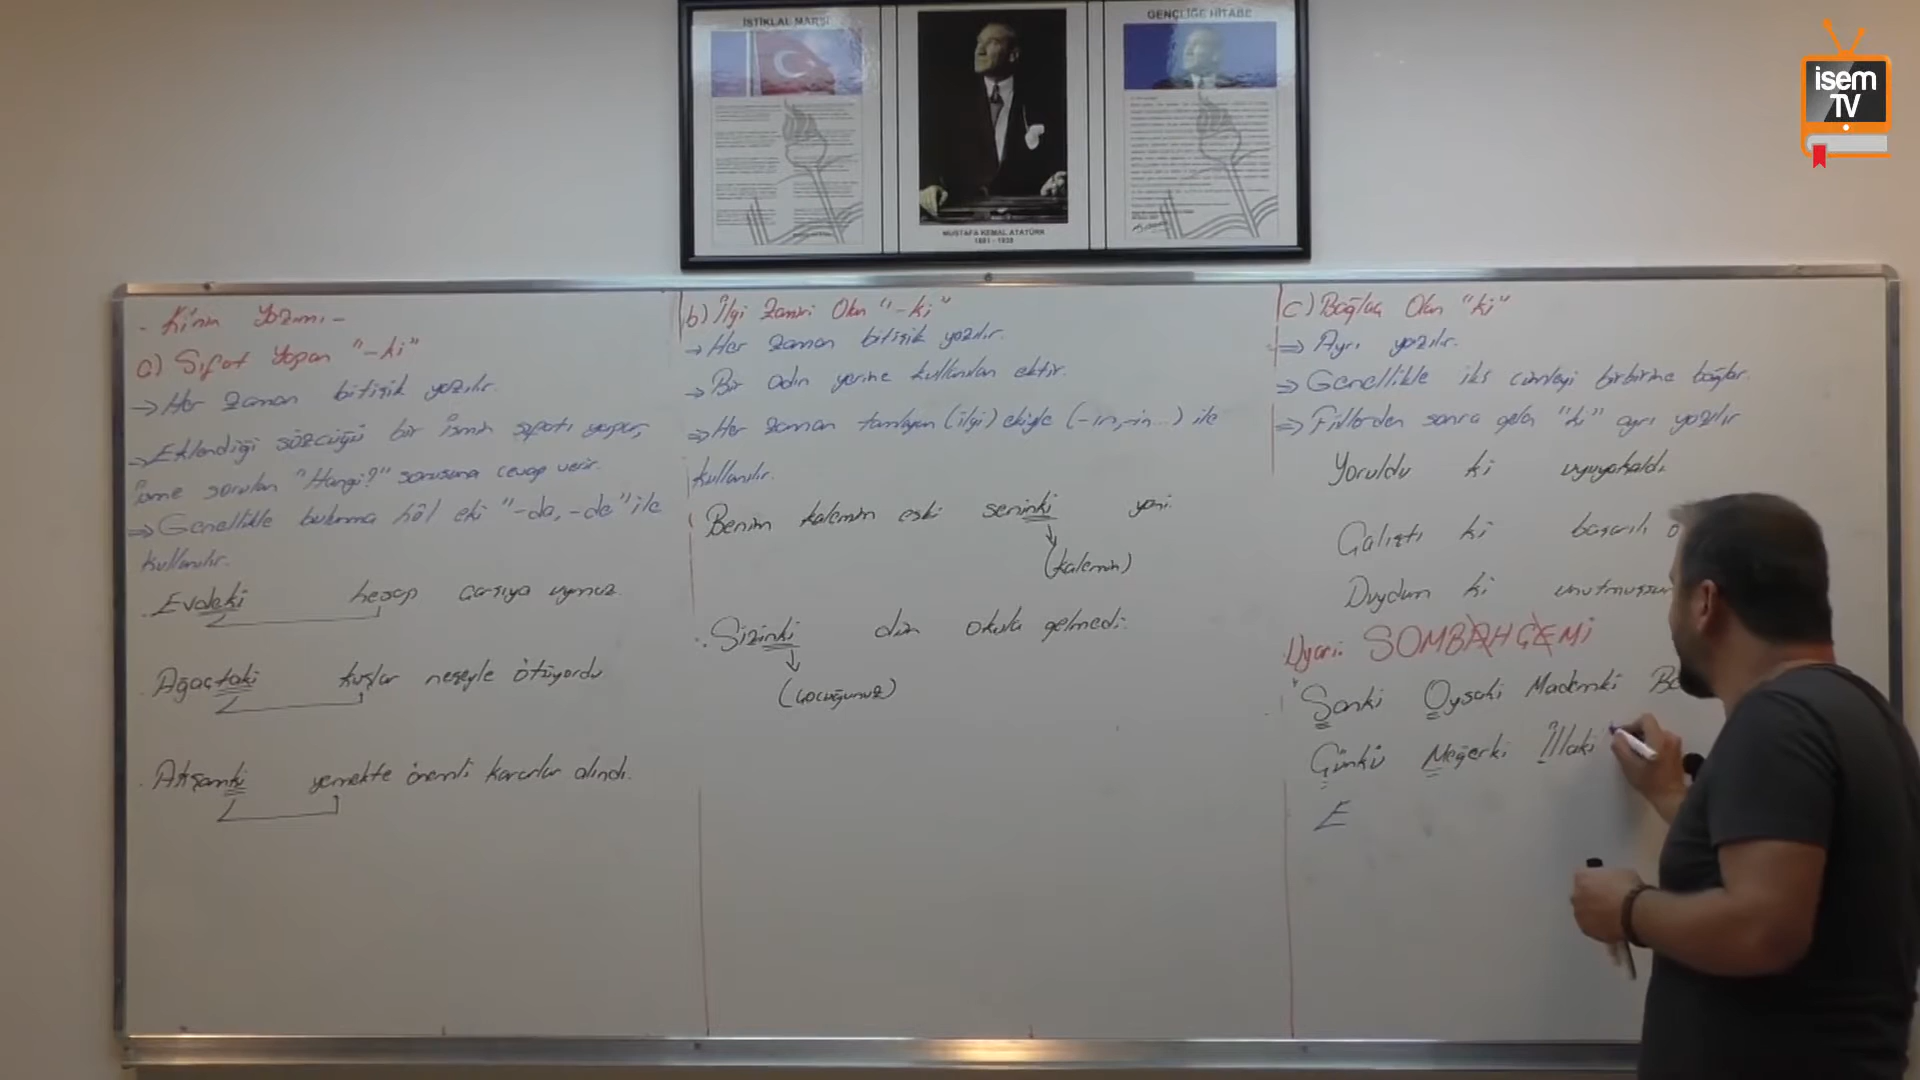 İSTİKLAL MARŞI
GENÇLİĞE HİTABE
MUSTAFA KEMAL ATATÜRK
1881 - 1938
isem
TV
- Ki'nin Yazımı -
a) Sıfat Yapan "-ki"
→ Her zaman bitişik yazılır.
→ Eklendiği sözcüğü bir ismin sıfatı yapar,
isme sorulan "Hangi?" sorusuna cevap verir.
⇒ Genellikle bulunma hâl eki "-da, -de" ile
kullanılır.
. Evdeki hesap çarşıya uymaz.
. Ağaçtaki kuşlar neşeyle ötüyordu
. Akşamki yemekte önemli kararlar alındı.
b) İlgi Zamiri Olan "-ki"
→ Her zaman bitişik yazılır.
→ Bir adın yerine kullanılan ektir.
⇒ Her zaman tamlayan (ilgi) ekiyle (-ın, -in...) ile
kullanılır.
Benim kalemim eski seninki yeni.
(kalemin)
. Sizinki dün okula gelmedi.
(çocuğunuz)
c) Bağlaç Olan "ki"
⇒ Ayrı yazılır.
⇒ Genellikle iki cümleyi birbirine bağlar.
⇒ Fiillerden sonra gelen "ki" ayrı yazılır
Yoruldu ki uyuyakaldı.
Çalıştı ki başarılı o
Duydum ki unutmuşsun
Uyarı: SOMBAHÇEMİ
Sanki Oysaki Mademki Be
Çünkü Meğerki İllaki
E